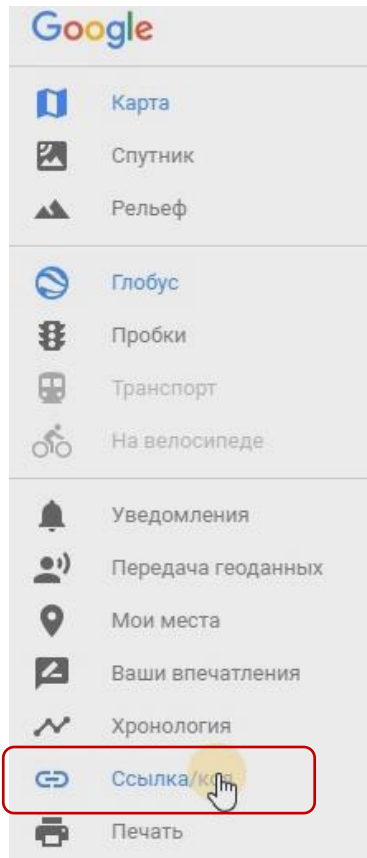 Google
Карта
Спутник
Рельеф
Глобус
Пробки
Транспорт
На велосипеде
Уведомления
Передача геоданных
Мои места
Ваши впечатления
Хронология
Ссылка/код
Печать